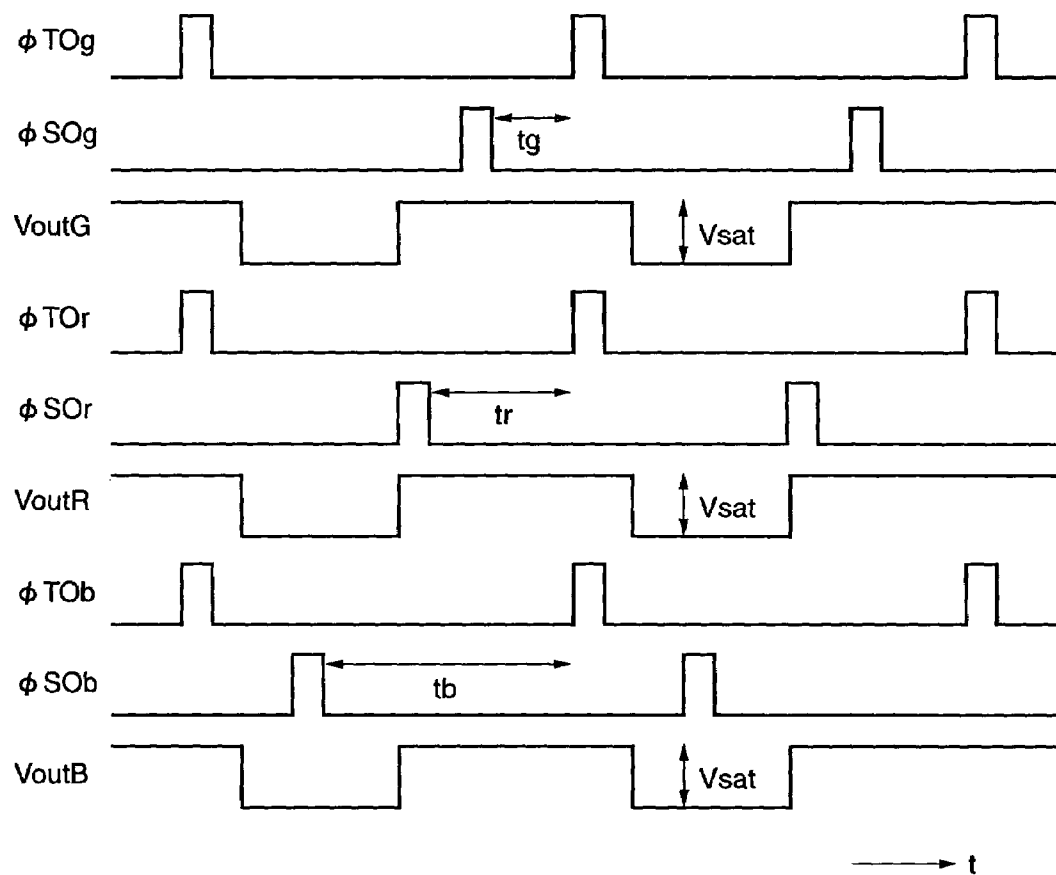 ϕ TOg
ϕ SOg
tg
VoutG
Vsat
ϕ TOr
ϕ SOr
tr
VoutR
Vsat
ϕ TOb
ϕ SOb
tb
VoutB
Vsat
t